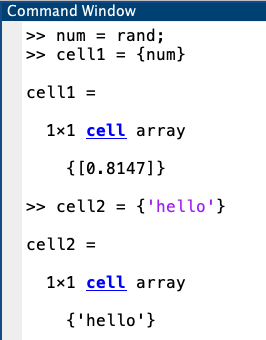 Command Window
>> num = rand;
>> cell1 = {num}
cell1 =
1×1 cell array
{[0.8147]}
>> cell2 = {'hello'}
cell2 =
1×1 cell array
{'hello'}